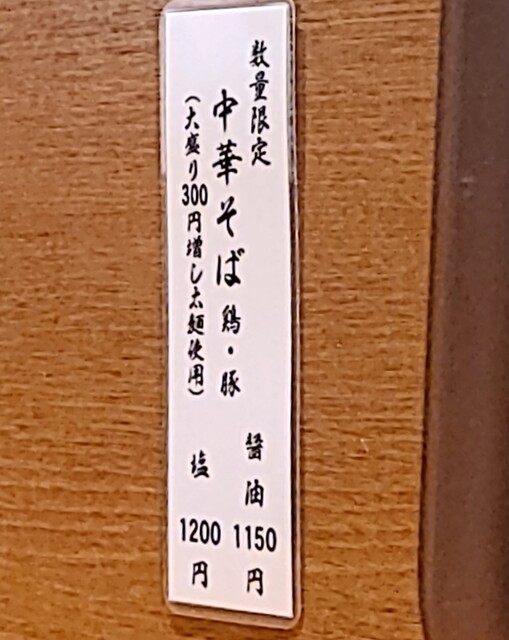 数量限定
中華そば 鶏・豚
(大盛り300円増し太麺使用)
醤油 1150円
塩 1200円